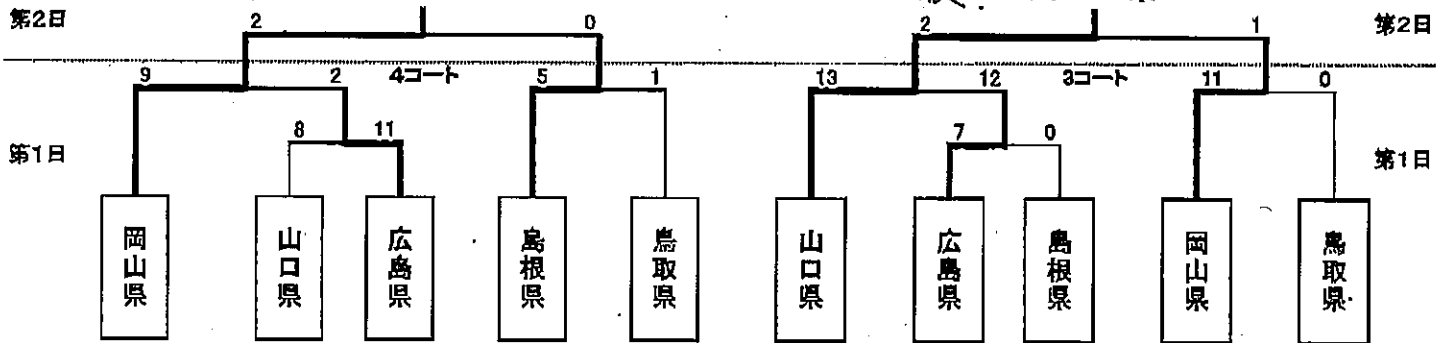 第2日 2 0 2 1 第2日
9 2 4コート 5 1 13 12 3コート 11 0
第1日 8 11 7 0 第1日
岡山県
山口県
広島県
島根県
鳥取県
山口県
広島県
島根県
岡山県
鳥取県